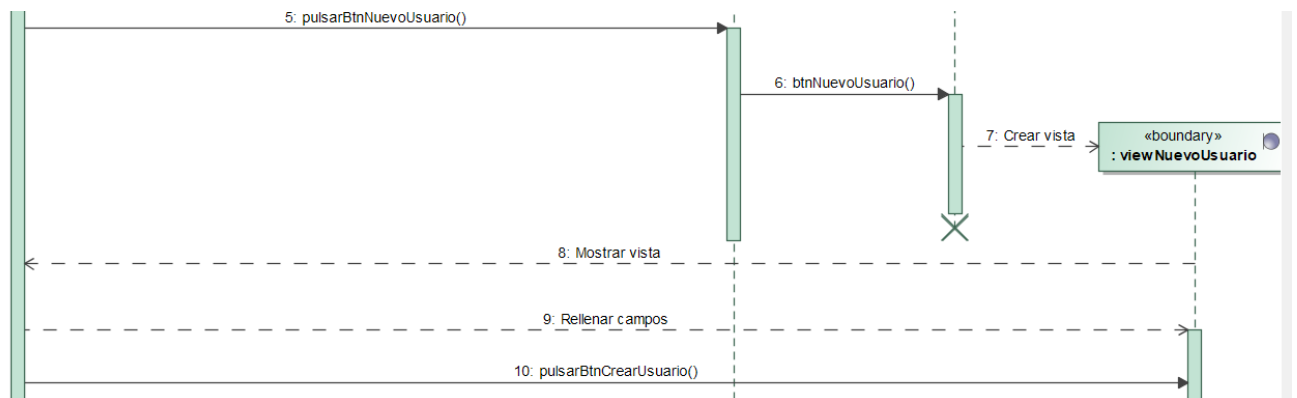 5: pulsarBtnNuevoUsuario()
6: btnNuevoUsuario()
7: Crear vista
«boundary»
: viewNuevoUsuario
8: Mostrar vista
9: Rellenar campos
10: pulsarBtnCrearUsuario()